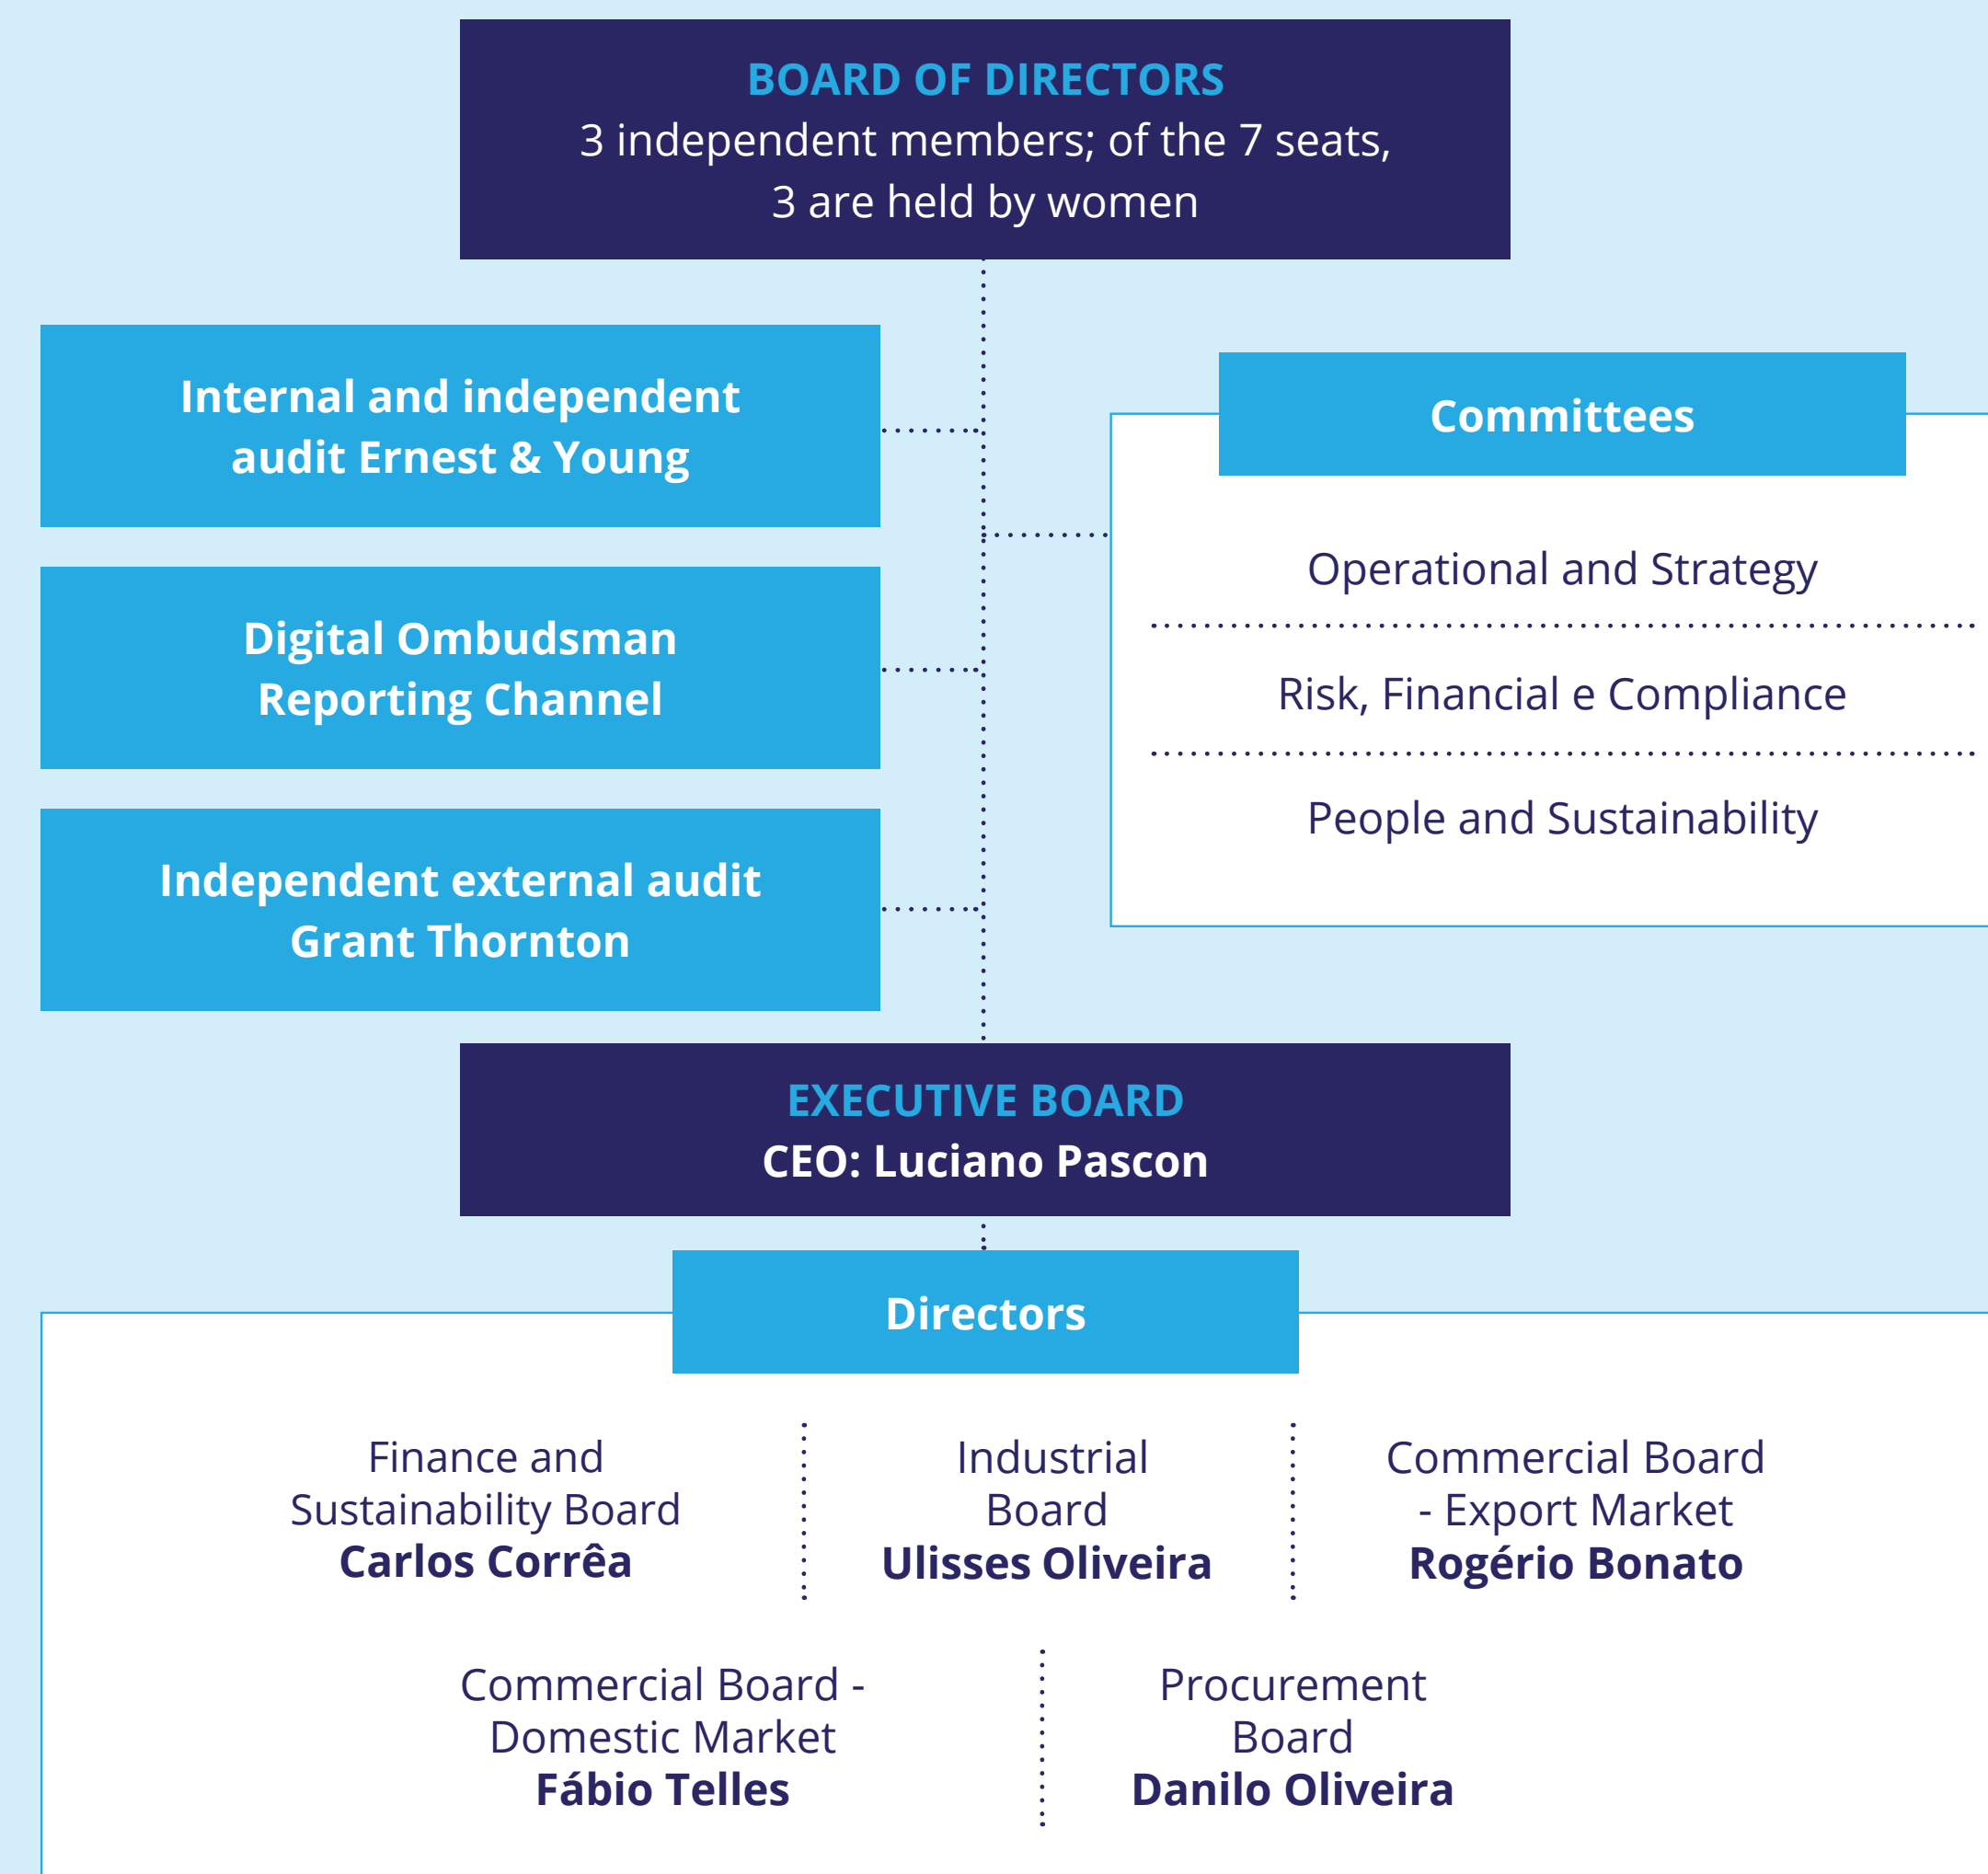 BOARD OF DIRECTORS
3 independent members; of the 7 seats,
3 are held by women
Internal and independent
audit Ernest & Young
Digital Ombudsman
Reporting Channel
Independent external audit
Grant Thornton
Committees
Operational and Strategy
Risk, Financial e Compliance
People and Sustainability
EXECUTIVE BOARD
CEO: Luciano Pascon
Directors
Finance and
Sustainability Board
Carlos Corrêa
Industrial
Board
Ulisses Oliveira
Commercial Board
- Export Market
Rogério Bonato
Commercial Board -
Domestic Market
Fábio Telles
Procurement
Board
Danilo Oliveira